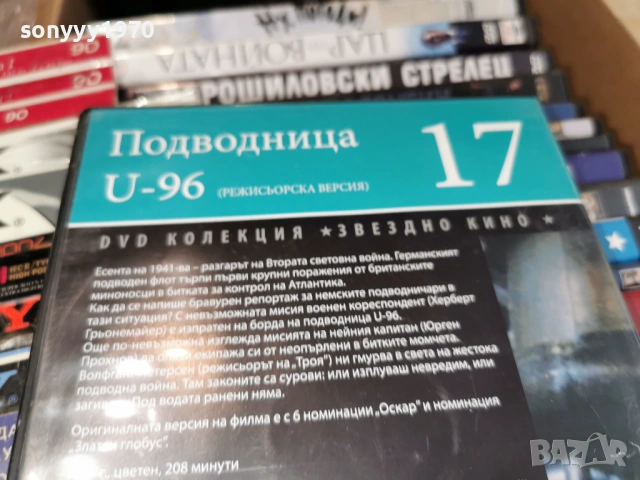 sonyyy1970
ЦАР ВОЙНАТА
РОШИЛОВСКИ СТРЕЛЕЦ
90
90
90
Подводница
U-96 (РЕЖИСЬОРСКА ВЕРСИЯ)
17
DVD КОЛЕКЦИЯ ★ЗВЕЗДНО КИНО★
Есента на 1941-ва – разгарът на Втората световна война. Германският
подводен флот търпи първи крупни поражения от британските
миноносци в битката за контрол на Атлантика.
Как да се напише бравурен репортаж за немските подводничари в
тази ситуация? С невъзможната мисия военен кореспондент (Херберт
Грьонемайер) е изпратен на борда на подводница U-96.
Още по-невъзможна изглежда мисията на нейния капитан (Юрген
Прохнов) да опази екипажа си от неопърлени в битките момчета.
Волфганг Петерсен (режисьорът на „Троя") ни гмурва в света на жестока
подводна война. Там законите са сурови: или изплуваш невредим, или
загиваш. Под водата ранени няма.
Оригиналната версия на филма е с 6 номинации „Оскар" и номинация
„Златен глобус".
цветен, 208 минути
BAZAR